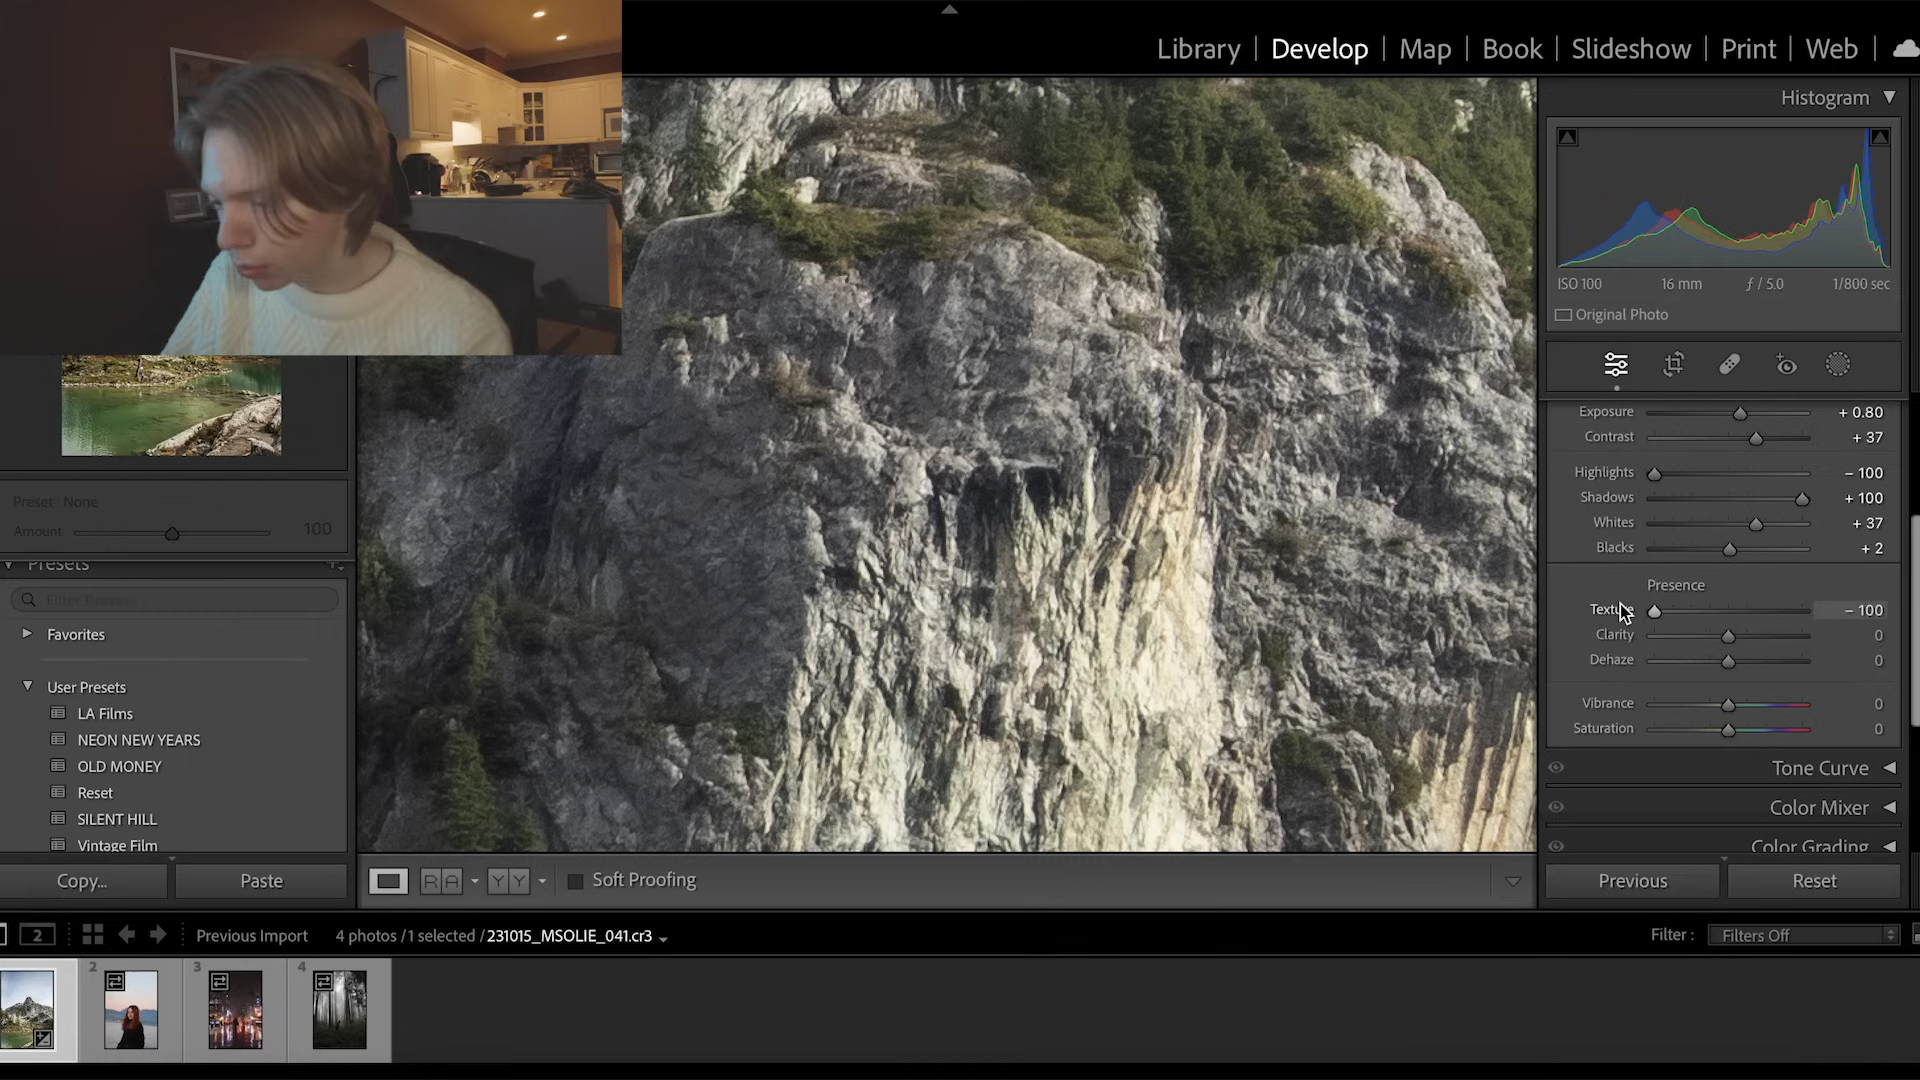 Library | Develop | Map | Book | Slideshow | Print | Web |
Histogram
ISO 100 16 mm ƒ / 5.0 1/800 sec
Original Photo
Exposure + 0.80
Contrast + 37
Highlights – 100
Shadows + 100
Whites + 37
Blacks + 2
Presence
Texture – 100
Clarity 0
Dehaze 0
Vibrance 0
Saturation 0
Tone Curve
Color Mixer
Color Grading
Previous Reset
Preset : None
Amount 100
Presets
Filter Presets
Favorites
User Presets
LA Films
NEON NEW YEARS
OLD MONEY
Reset
SILENT HILL
Vintage Film
Copy... Paste
R A Y Y Soft Proofing
2 Previous Import 4 photos / 1 selected / 231015_MSOLIE_041.cr3
Filter : Filters Off
2 3 4